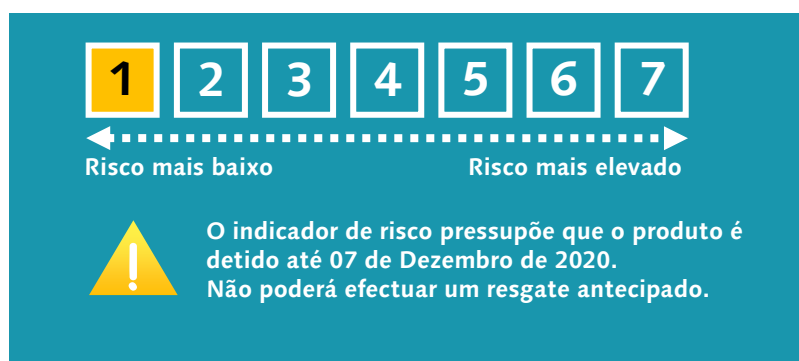 1 2 3 4 5 6 7
Risco mais baixo Risco mais elevado
O indicador de risco pressupõe que o produto é
detido até 07 de Dezembro de 2020.
Não poderá efectuar um resgate antecipado.